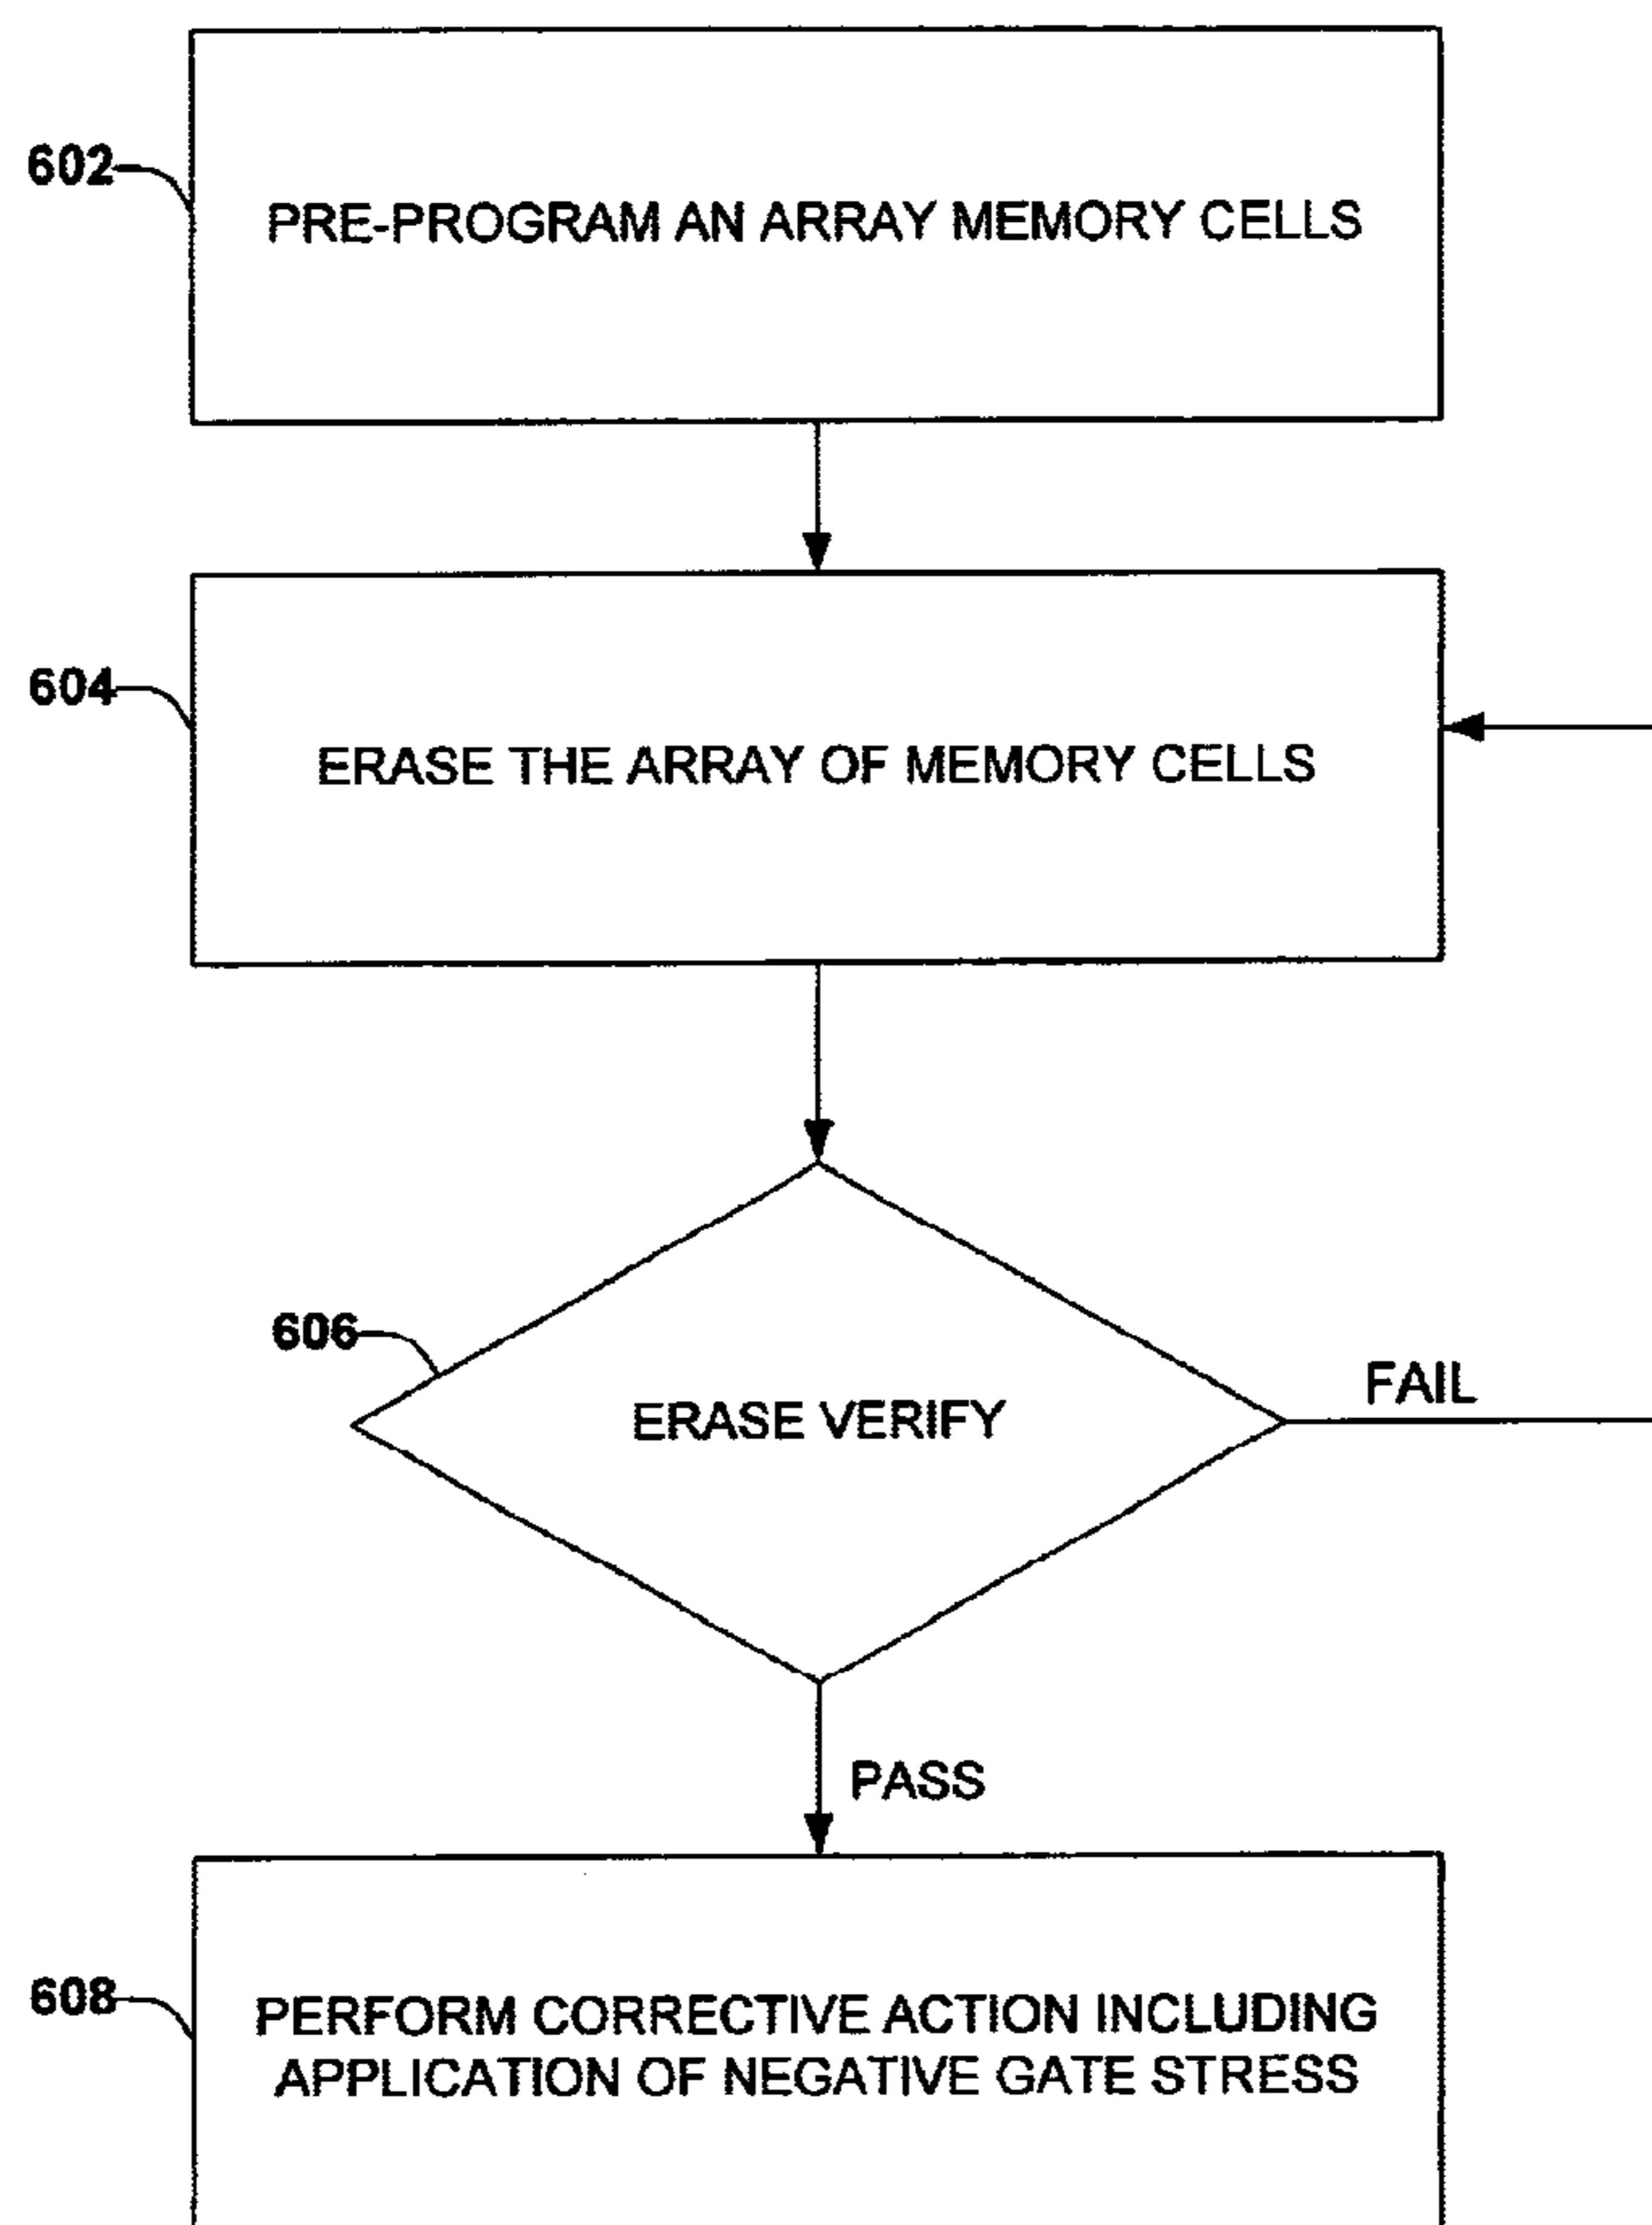 602
PRE-PROGRAM AN ARRAY MEMORY CELLS
604
ERASE THE ARRAY OF MEMORY CELLS
606
ERASE VERIFY
FAIL
PASS
608
PERFORM CORRECTIVE ACTION INCLUDING
APPLICATION OF NEGATIVE GATE STRESS